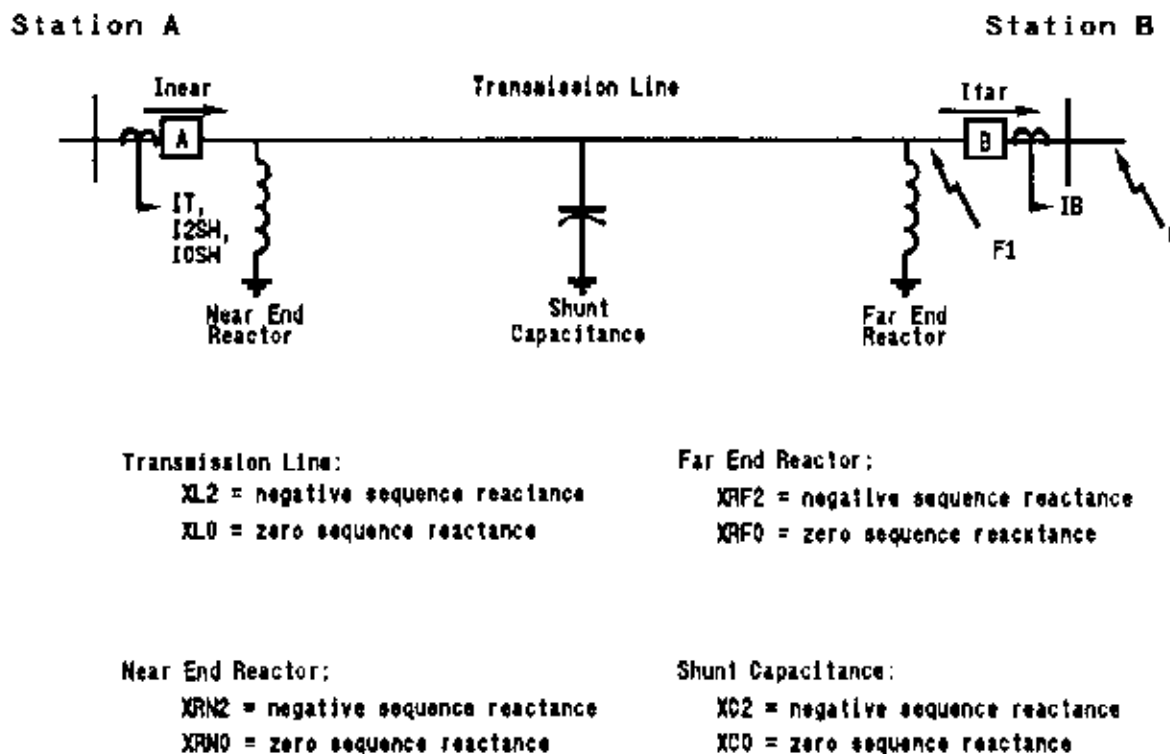 Station A
Station B
Inear
Transmission Line
Ifar
A
B
IT,
I2SW,
I0SW
IB
F1
Near End
Reactor
Shunt
Capacitance
Far End
Reactor
Transmission Line:
XL2 = negative sequence reactance
XL0 = zero sequence reactance
Far End Reactor:
XRF2 = negative sequence reactance
XRF0 = zero sequence reacxtance
Near End Reactor:
XRN2 = negative sequence reactance
XRN0 = zero sequence reactance
Shunt Capacitance:
XC2 = negative sequence reactance
XC0 = zero sequence reactance